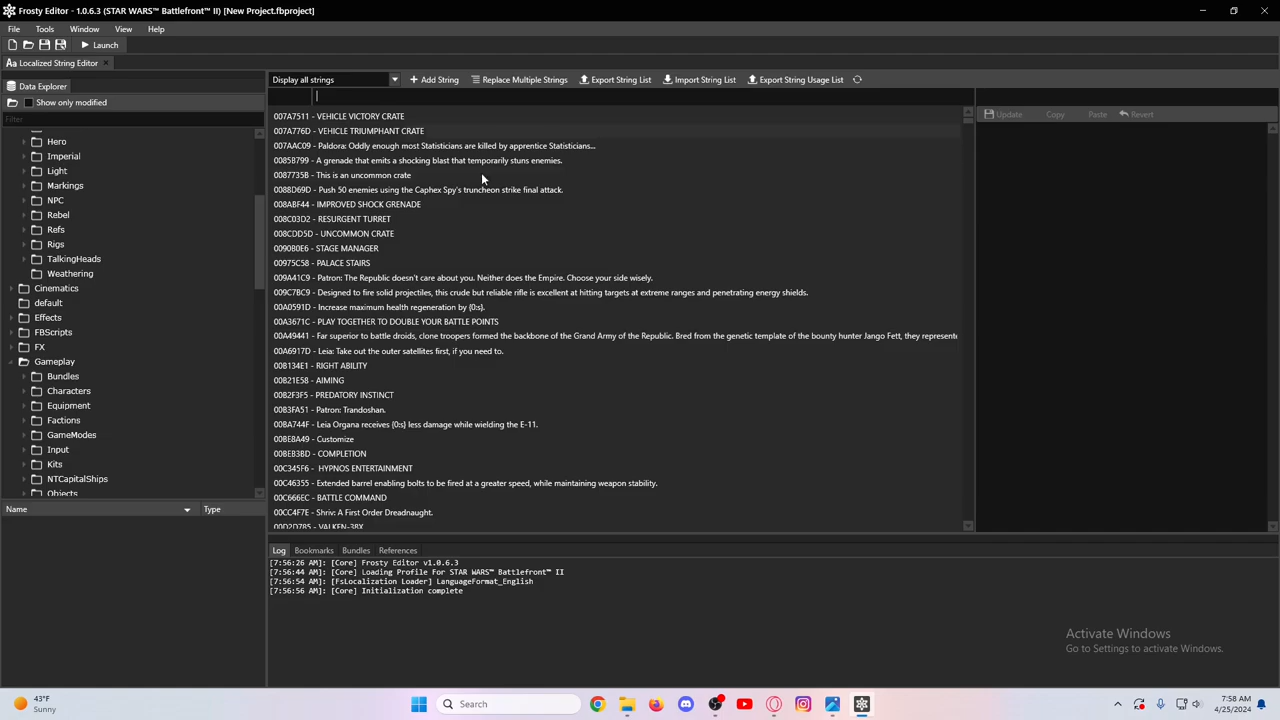 Frosty Editor - 1.0.6.3 (STAR WARS™ Battlefront™ II) [New Project.fbproject]
File Tools Window View Help
Launch
Localized String Editor
Data Explorer
Show only modified
Filter
Hero
Imperial
Light
Markings
NPC
Rebel
Refs
Rigs
TalkingHeads
Weathering
Cinematics
default
Effects
FBScripts
FX
Gameplay
Bundles
Characters
Equipment
Factions
GameModes
Input
Kits
NTCapitalShips
Objects
Name Type
Display all strings Add String Replace Multiple Strings Export String List Import String List Export String Usage List
007A7511 - VEHICLE VICTORY CRATE
007A776D - VEHICLE TRIUMPHANT CRATE
007AAC09 - Paldora: Oddly enough most Statisticians are killed by apprentice Statisticians...
00858799 - A grenade that emits a shocking blast that temporarily stuns enemies.
0087735B - This is an uncommon crate
0088D69D - Push 50 enemies using the Caphex Spy's truncheon strike final attack.
008ABF44 - IMPROVED SHOCK GRENADE
008C03D2 - RESURGENT TURRET
008CDD5D - UNCOMMON CRATE
009080E6 - STAGE MANAGER
00975C58 - PALACE STAIRS
009A41C9 - Patron: The Republic doesn't care about you. Neither does the Empire. Choose your side wisely.
009C7BC9 - Designed to fire solid projectiles, this crude but reliable rifle is excellent at hitting targets at extreme ranges and penetrating energy shields.
00A0591D - Increase maximum health regeneration by {0:s}.
00A3671C - PLAY TOGETHER TO DOUBLE YOUR BATTLE POINTS
00A49441 - Far superior to battle droids, clone troopers formed the backbone of the Grand Army of the Republic. Bred from the genetic template of the bounty hunter Jango Fett, they represente
00A6917D - Leia: Take out the outer satellites first, if you need to.
00B134E1 - RIGHT ABILITY
00B21E58 - AIMING
00B2F3F5 - PREDATORY INSTINCT
00B3FA51 - Patron: Trandoshan.
00BA744F - Leia Organa receives {0:s} less damage while wielding the E-11.
00BE8A49 - Customize
00BEB3BD - COMPLETION
00C345F6 - HYPNOS ENTERTAINMENT
00C46355 - Extended barrel enabling bolts to be fired at a greater speed, while maintaining weapon stability.
00C666EC - BATTLE COMMAND
00CC4F7E - Shriv: A First Order Dreadnaught.
00D2D785 - VALKEN-38X
Update Copy Paste Revert
Log Bookmarks Bundles References
[7:56:26 AM]: [Core] Frosty Editor v1.0.6.3
[7:56:44 AM]: [Core] Loading Profile For STAR WARS™ Battlefront™ II
[7:56:54 AM]: [FsLocalization Loader] LanguageFormat_English
[7:56:56 AM]: [Core] Initialization complete
Activate Windows
Go to Settings to activate Windows.
43°F
Sunny
Search
7:58 AM
4/25/2024